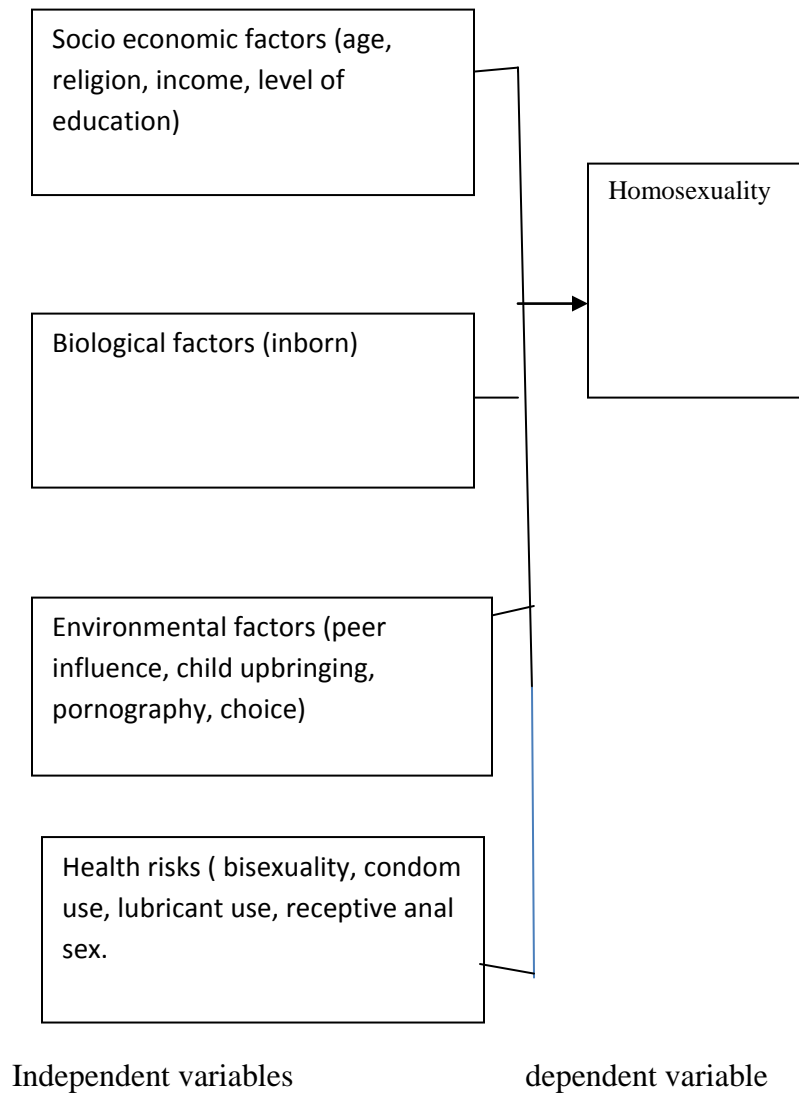 Socio economic factors (age,
religion, income, level of
education)
Homosexuality
Biological factors (inborn)
Environmental factors (peer
influence, child upbringing,
pornography, choice)
Health risks ( bisexuality, condom
use, lubricant use, receptive anal
sex.
Independent variables
dependent variable